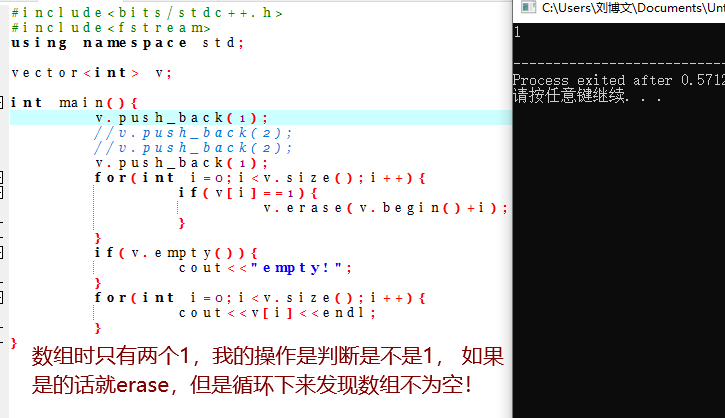 #include<bits/stdc++.h>
#include<fstream>
using namespace std;
vector<int> v;
int main(){
v.push_back(1);
//v.push_back(2);
//v.push_back(2);
v.push_back(1);
for(int i=0;i<v.size();i++){
if(v[i]==1){
v.erase(v.begin()+i);
}
}
if(v.empty()){
cout<<"empty!";
}
for(int i=0;i<v.size();i++){
cout<<v[i]<<endl;
}
}
数组时只有两个1，我的操作是判断是不是1， 如果
是的话就erase，但是循环下来发现数组不为空！
C:\Users\刘博文\Documents\Unt
1
--------------------------------
Process exited after 0.5712
请按任意键继续. . .